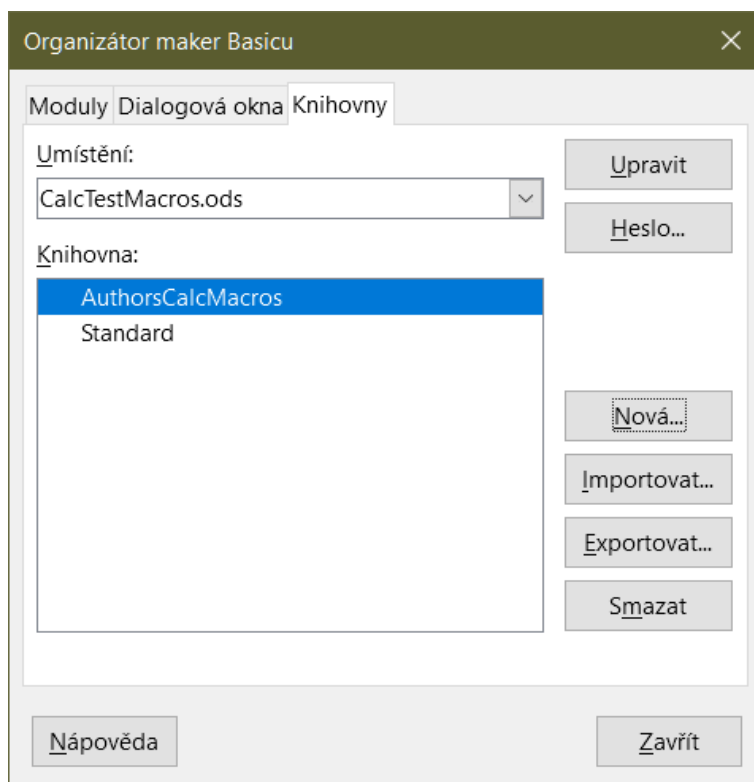 Organizátor maker Basicu
Moduly Dialogová okna Knihovny
Umístění:
CalcTestMacros.ods
Knihovna:
AuthorsCalcMacros
Standard
Upravit
Heslo...
Nová...
Importovat...
Exportovat...
Smazat
Nápověda
Zavřít